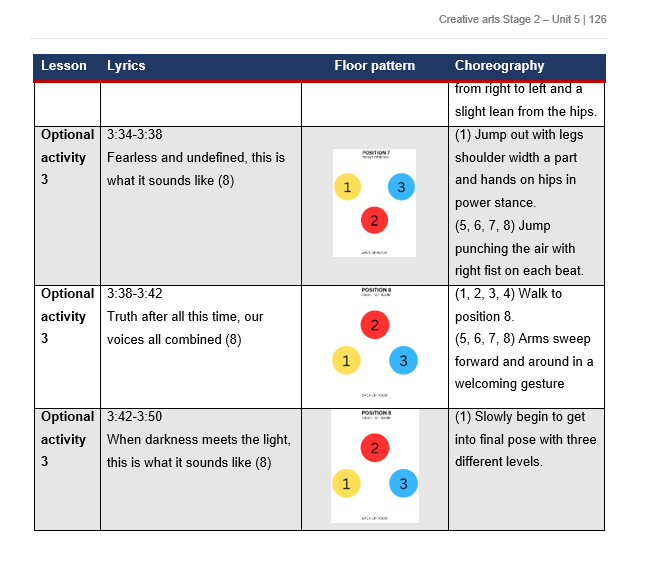 Creative arts Stage 2 – Unit 5 | 126
Lesson Lyrics Floor pattern Choreography
from right to left and a
slight lean from the hips.
Optional
activity
3
3:34-3:38
Fearless and undefined, this is
what it sounds like (8)
POSITION 7
1
3
2
(1) Jump out with legs
shoulder width a part
and hands on hips in
power stance.
(5, 6, 7, 8) Jump
punching the air with
right fist on each beat.
Optional
activity
3
3:38-3:42
Truth after all this time, our
voices all combined (8)
POSITION 8
2
1
3
(1, 2, 3, 4) Walk to
position 8.
(5, 6, 7, 8) Arms sweep
forward and around in a
welcoming gesture
Optional
activity
3
3:42-3:50
When darkness meets the light,
this is what it sounds like (8)
POSITION 8
2
1
3
(1) Slowly begin to get
into final pose with three
different levels.